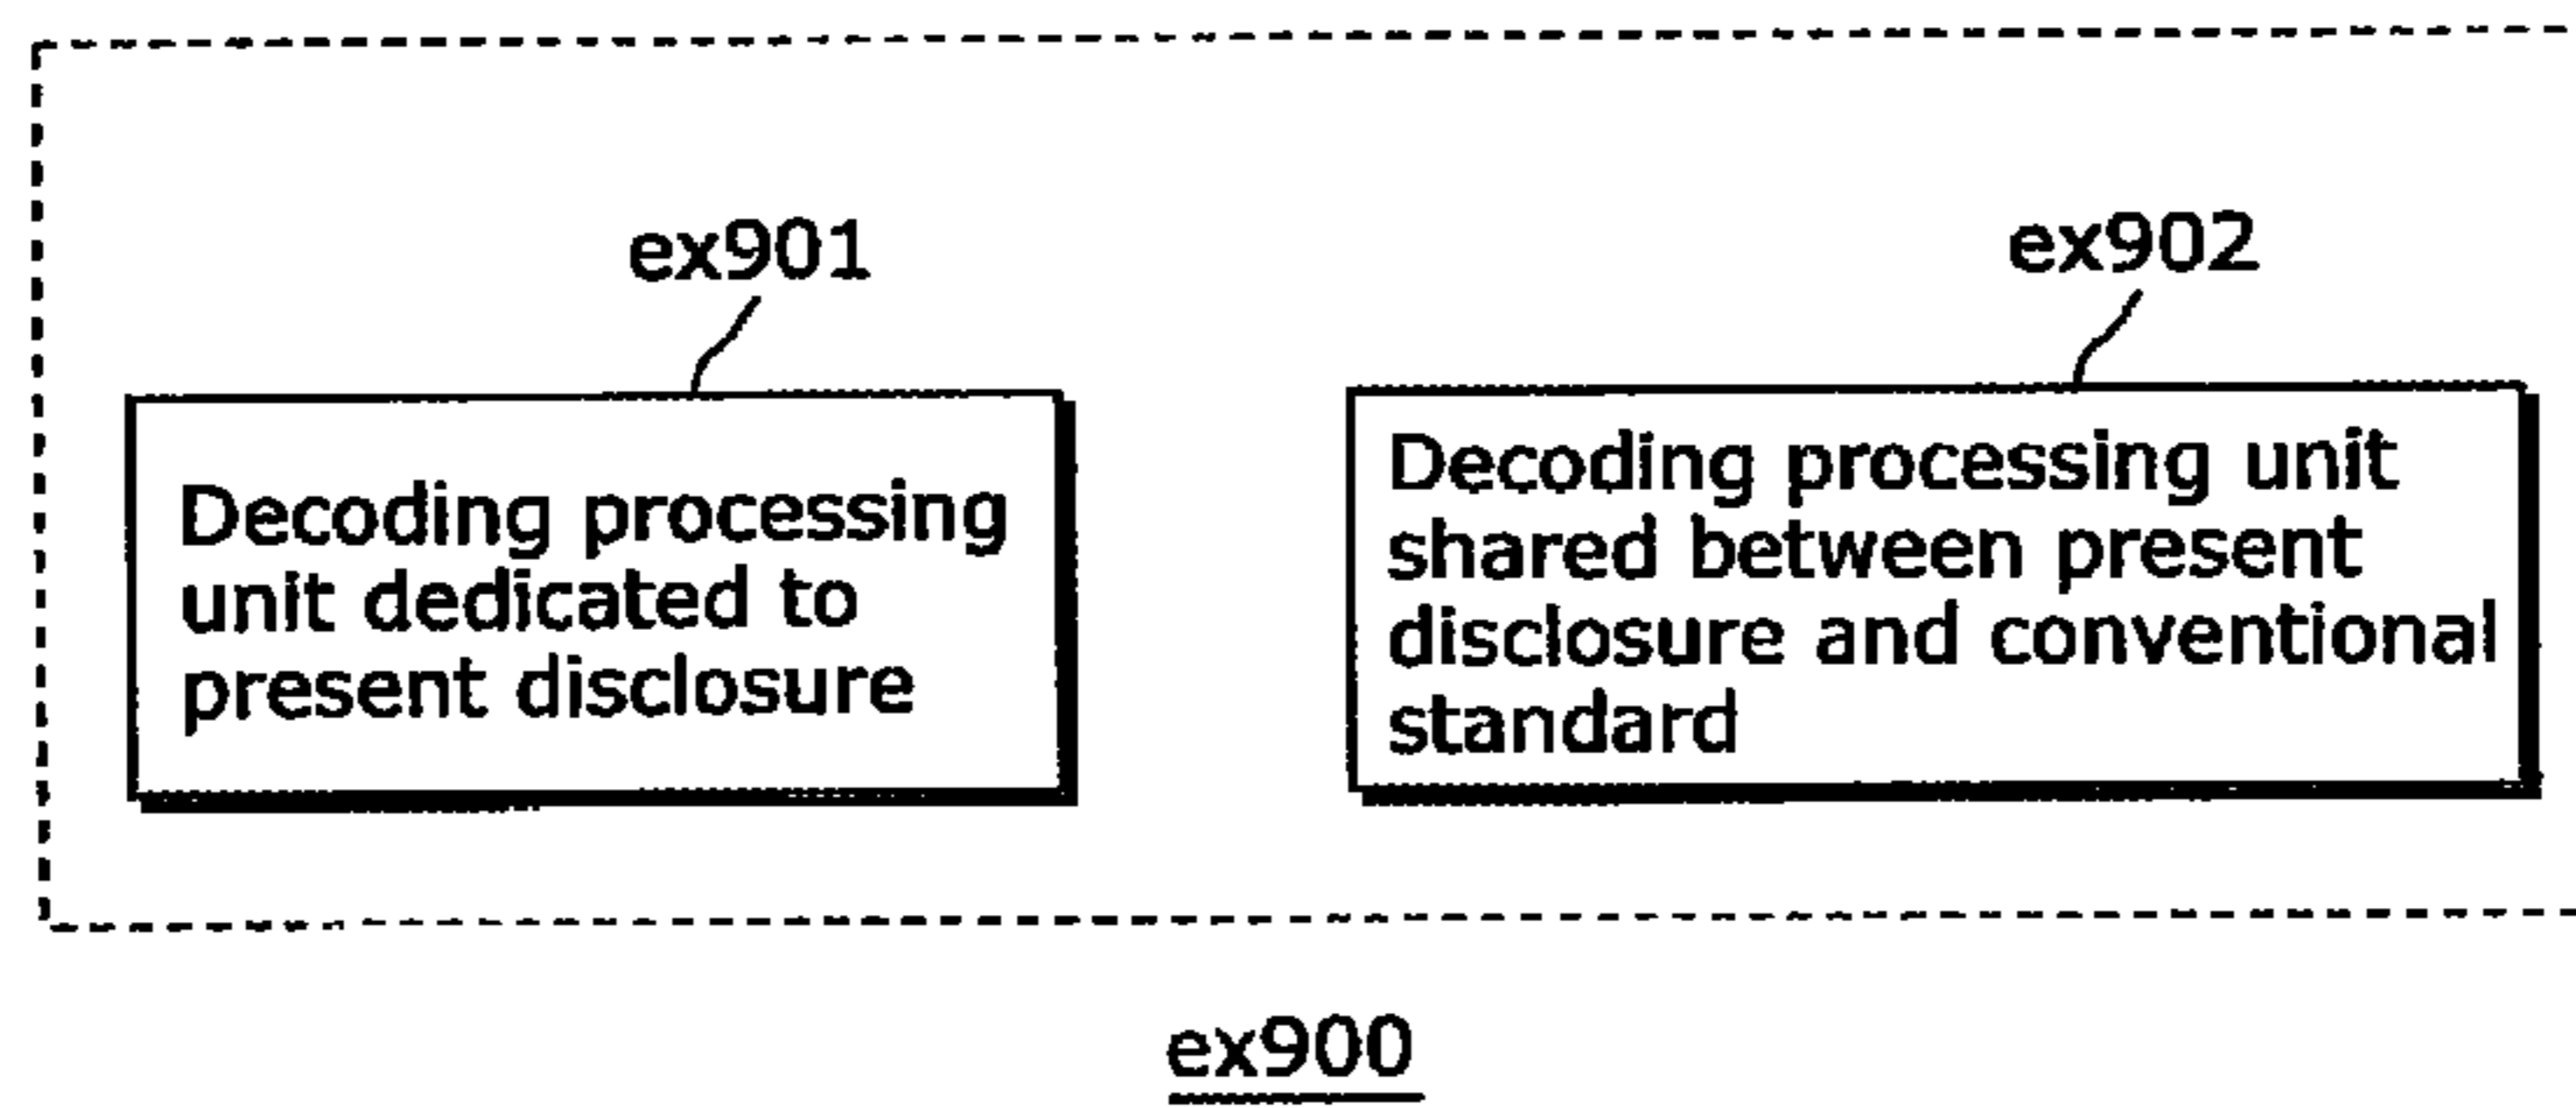 ex901
Decoding processing
unit dedicated to
present disclosure
ex902
Decoding processing unit
shared between present
disclosure and conventional
standard
ex900